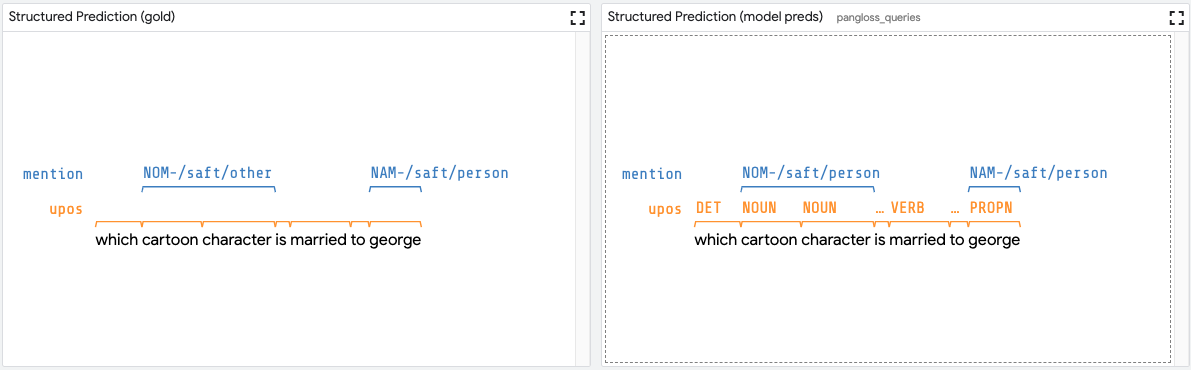 Structured Prediction (gold)
mention NOM-/saft/other NAM-/saft/person
upos
which cartoon character is married to george
Structured Prediction (model preds) pangloss_queries
mention NOM-/saft/person NAM-/saft/person
upos DET NOUN NOUN … VERB … PROPN
which cartoon character is married to george